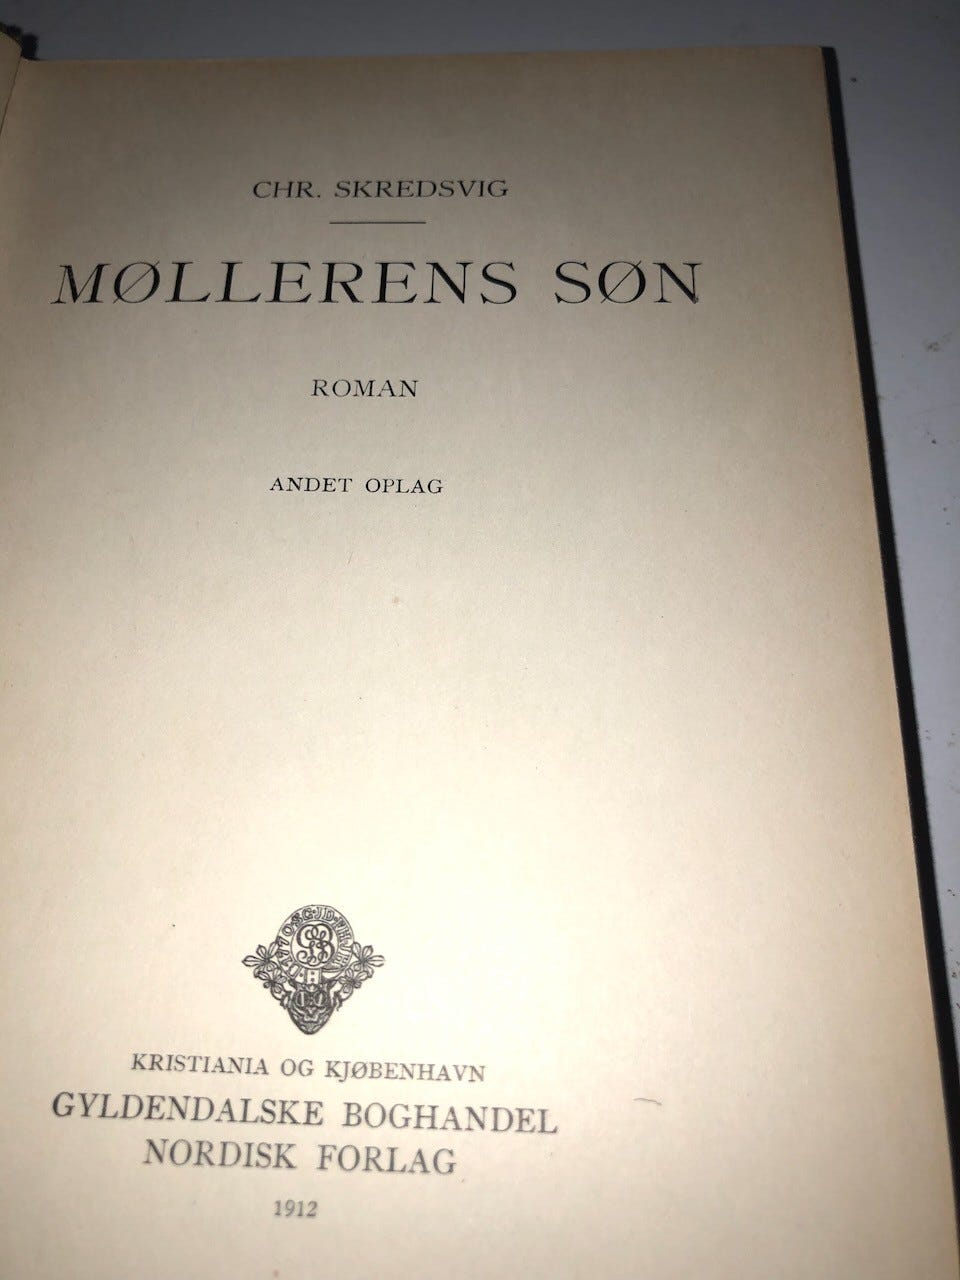 CHR. SKREDSVIG
MØLLERENS SØN
ROMAN
ANDET OPLAG
KRISTIANIA OG KJØBENHAVN
GYLDENDALSKE BOGHANDEL
NORDISK FORLAG
1912